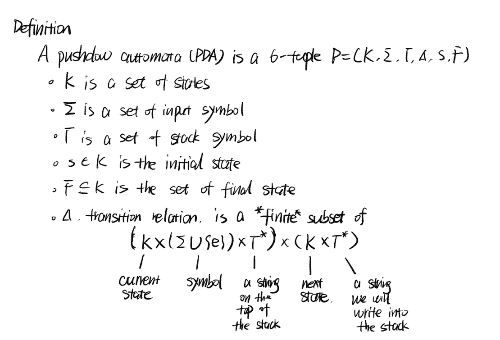 Definition
A pushdow automata (PDA) is a 6-tuple P=(K, Σ, Γ, Δ, S, F)
• K is a set of states
• Σ is a set of input symbol
• Γ is a set of stack symbol
• s ∈ K is the initial state
• F ⊆ K is the set of final state
• Δ. transition relation. is a *finite* subset of
(K×(Σ∪{e})×Γ*)×(K×Γ*)
current state
symbol
a string on the top of the stack
next state.
a string we will write into the stack